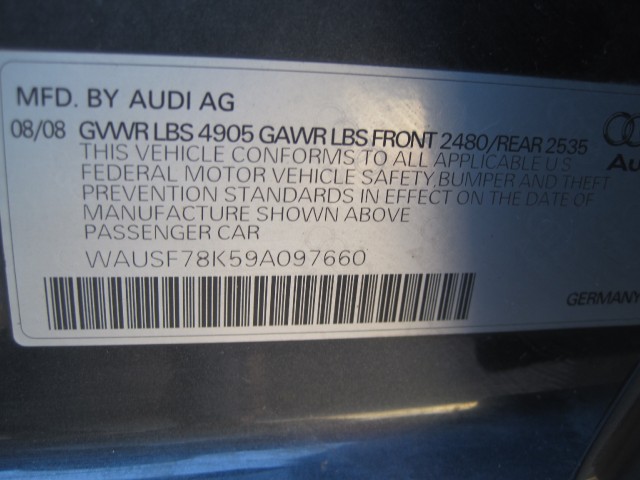 MFD. BY AUDI AG
08/08 GVWR LBS 4905 GAWR LBS FRONT 2480/REAR 2535
THIS VEHICLE CONFORMS TO ALL APPLICABLE U S
FEDERAL MOTOR VEHICLE SAFETY,BUMPER AND THEFT
PREVENTION STANDARDS IN EFFECT ON THE DATE OF
MANUFACTURE SHOWN ABOVE
PASSENGER CAR
WAUSF78K59A097660
Au
GERMANY